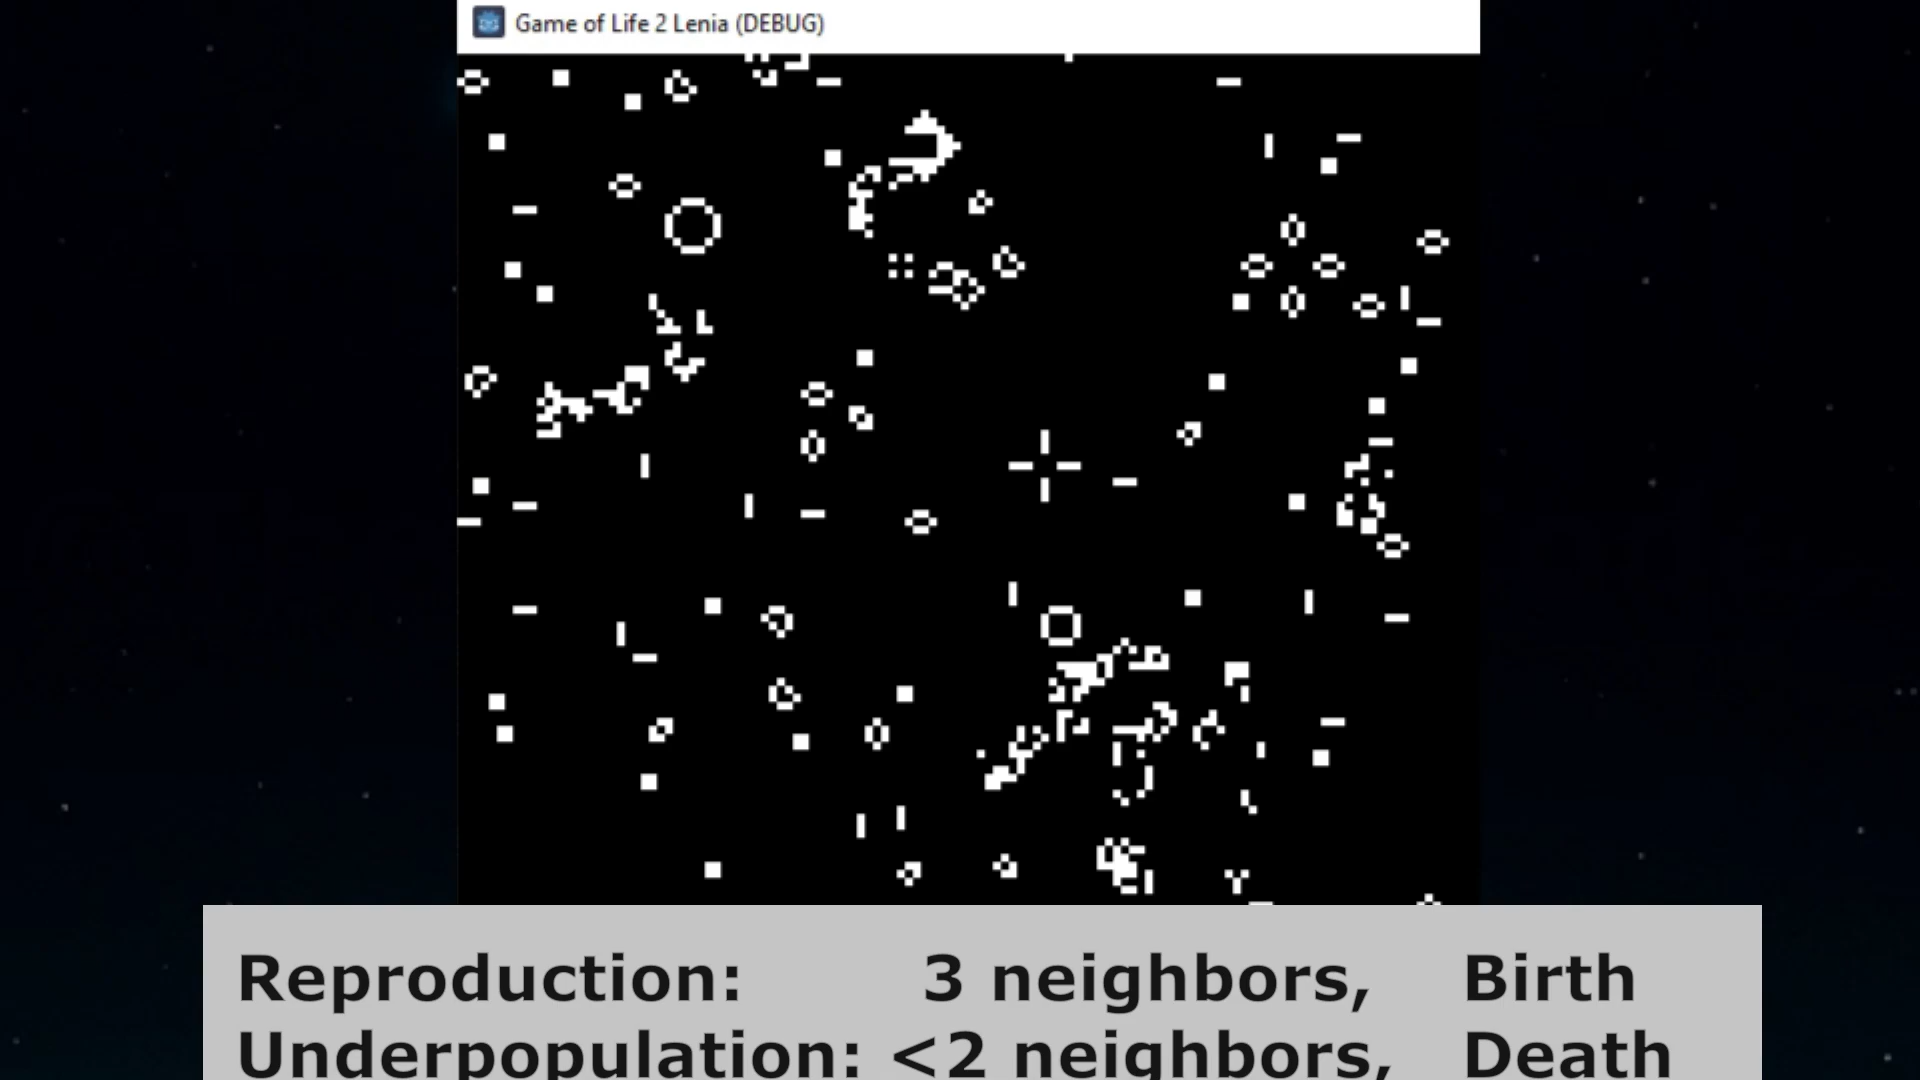 Game of Life 2 Lenia (DEBUG)
Reproduction: 3 neighbors, Birth
Underpopulation: <2 neighbors, Death